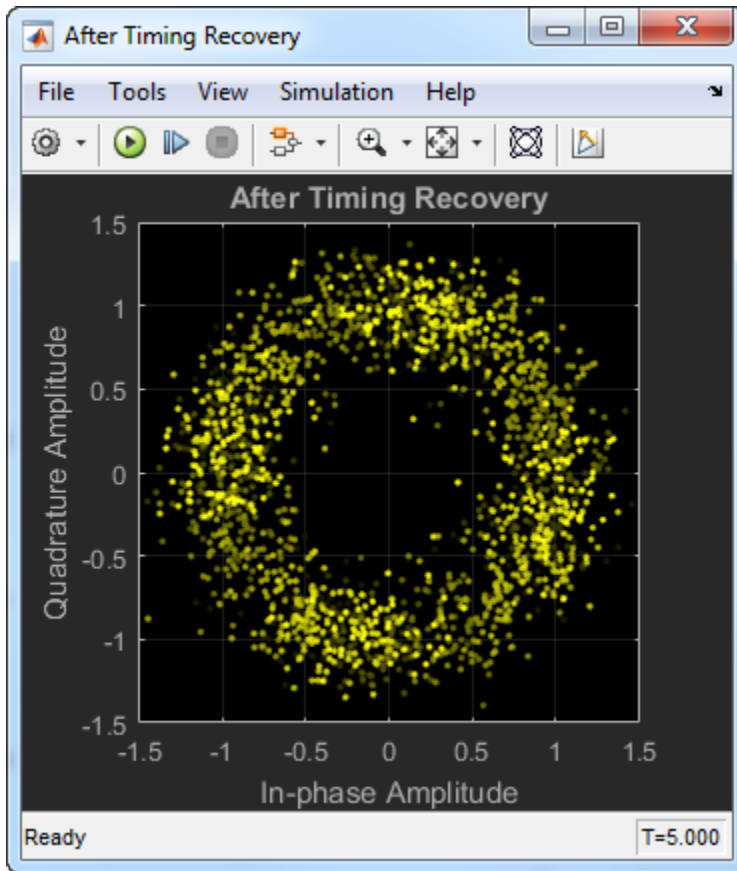 After Timing Recovery
File Tools View Simulation Help
After Timing Recovery
1.5
1
0.5
0
-0.5
-1
-1.5
Quadrature Amplitude
-1.5 -1 -0.5 0 0.5 1 1.5
In-phase Amplitude
Ready T=5.000